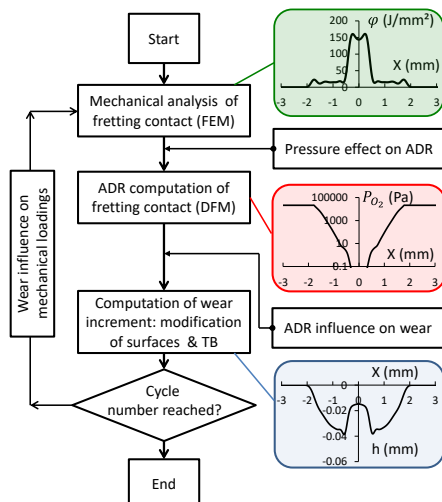 Start
φ (J/mm²)
200
150
100
50
0
X (mm)
-3 -2 -1 0 1 2 3
Mechanical analysis of
fretting contact (FEM)
Pressure effect on ADR
Wear influence on
mechanical loadings
ADR computation of
fretting contact (DFM)
P_O₂ (Pa)
100000
1000
10
0.1
X (mm)
-3 -2 -1 0 1 2 3
Computation of wear
increment: modification
of surfaces & TB
ADR influence on wear
X (mm)
-3 -2 -1 0 1 2 3
0
-0.02
-0.04
-0.06
h (mm)
Cycle
number reached?
End